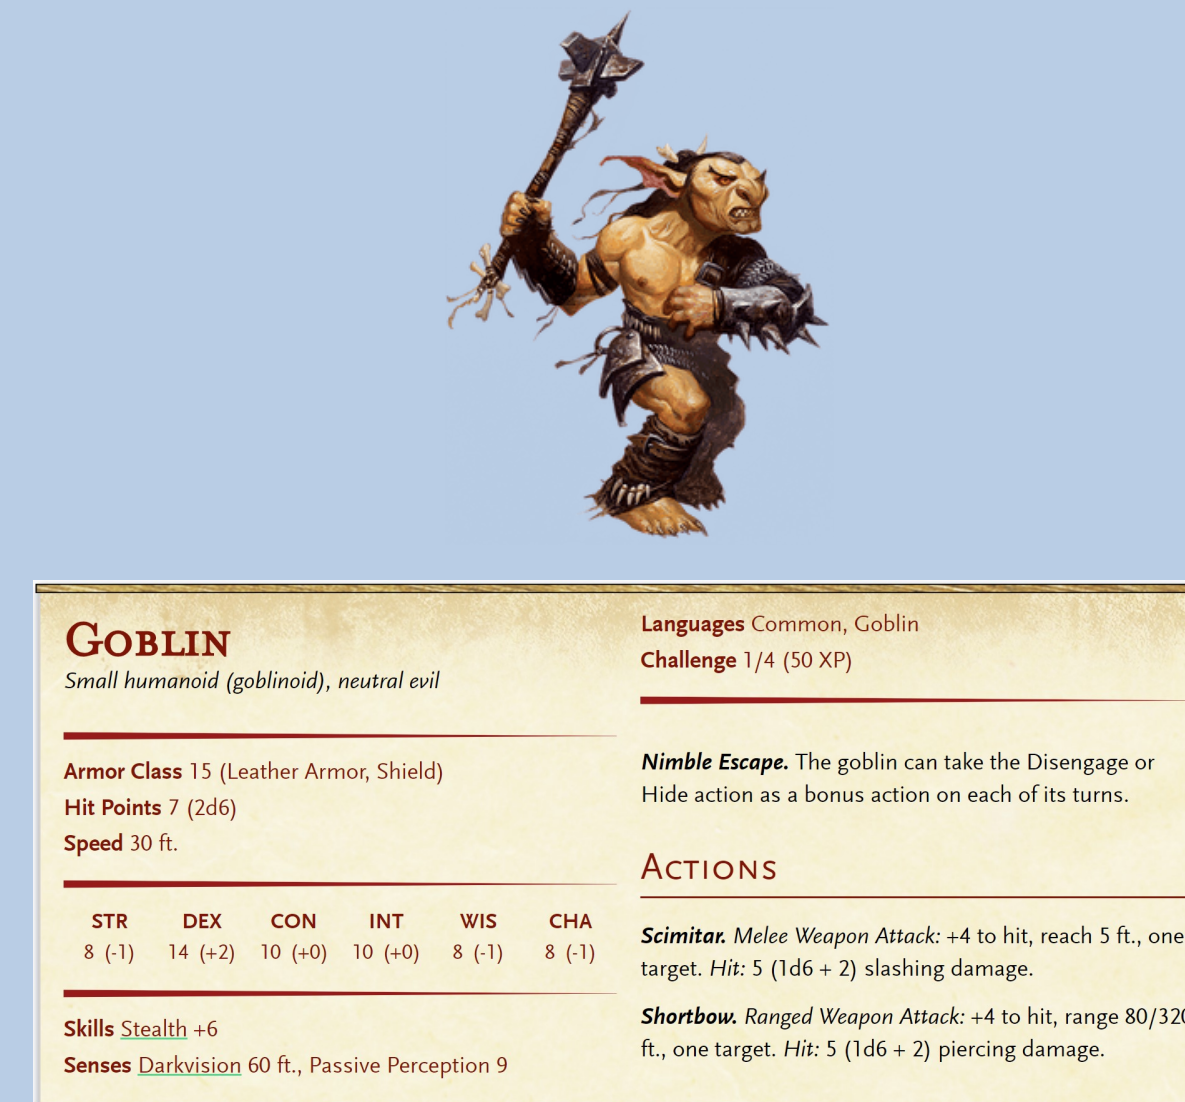 Goblin
Small humanoid (goblinoid), neutral evil
Armor Class 15 (Leather Armor, Shield)
Hit Points 7 (2d6)
Speed 30 ft.
STR DEX CON INT WIS CHA
8 (-1) 14 (+2) 10 (+0) 10 (+0) 8 (-1) 8 (-1)
Skills Stealth +6
Senses Darkvision 60 ft., Passive Perception 9
Languages Common, Goblin
Challenge 1/4 (50 XP)
Nimble Escape. The goblin can take the Disengage or
Hide action as a bonus action on each of its turns.
Actions
Scimitar. Melee Weapon Attack: +4 to hit, reach 5 ft., one
target. Hit: 5 (1d6 + 2) slashing damage.
Shortbow. Ranged Weapon Attack: +4 to hit, range 80/320
ft., one target. Hit: 5 (1d6 + 2) piercing damage.